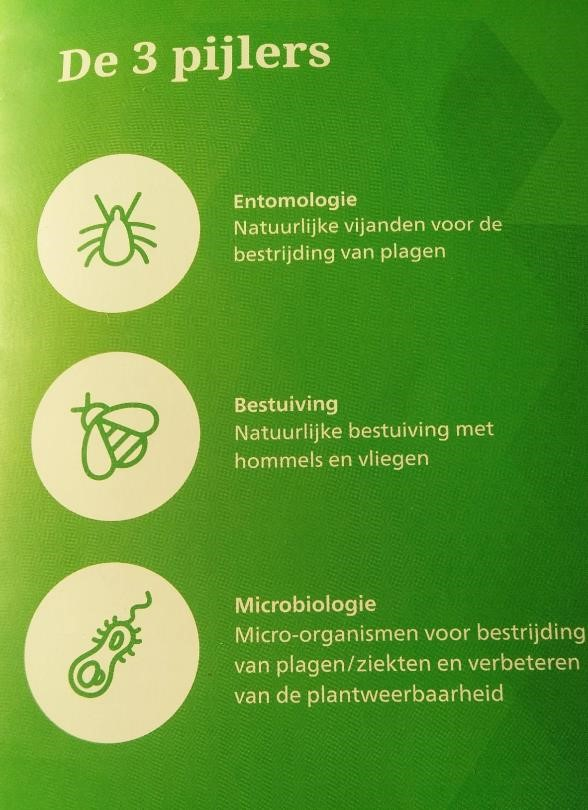 De 3 pijlers
Entomologie
Natuurlijke vijanden voor de
bestrijding van plagen
Bestuiving
Natuurlijke bestuiving met
hommels en vliegen
Microbiologie
Micro-organismen voor bestrijding
van plagen/ziekten en verbeteren
van de plantweerbaarheid